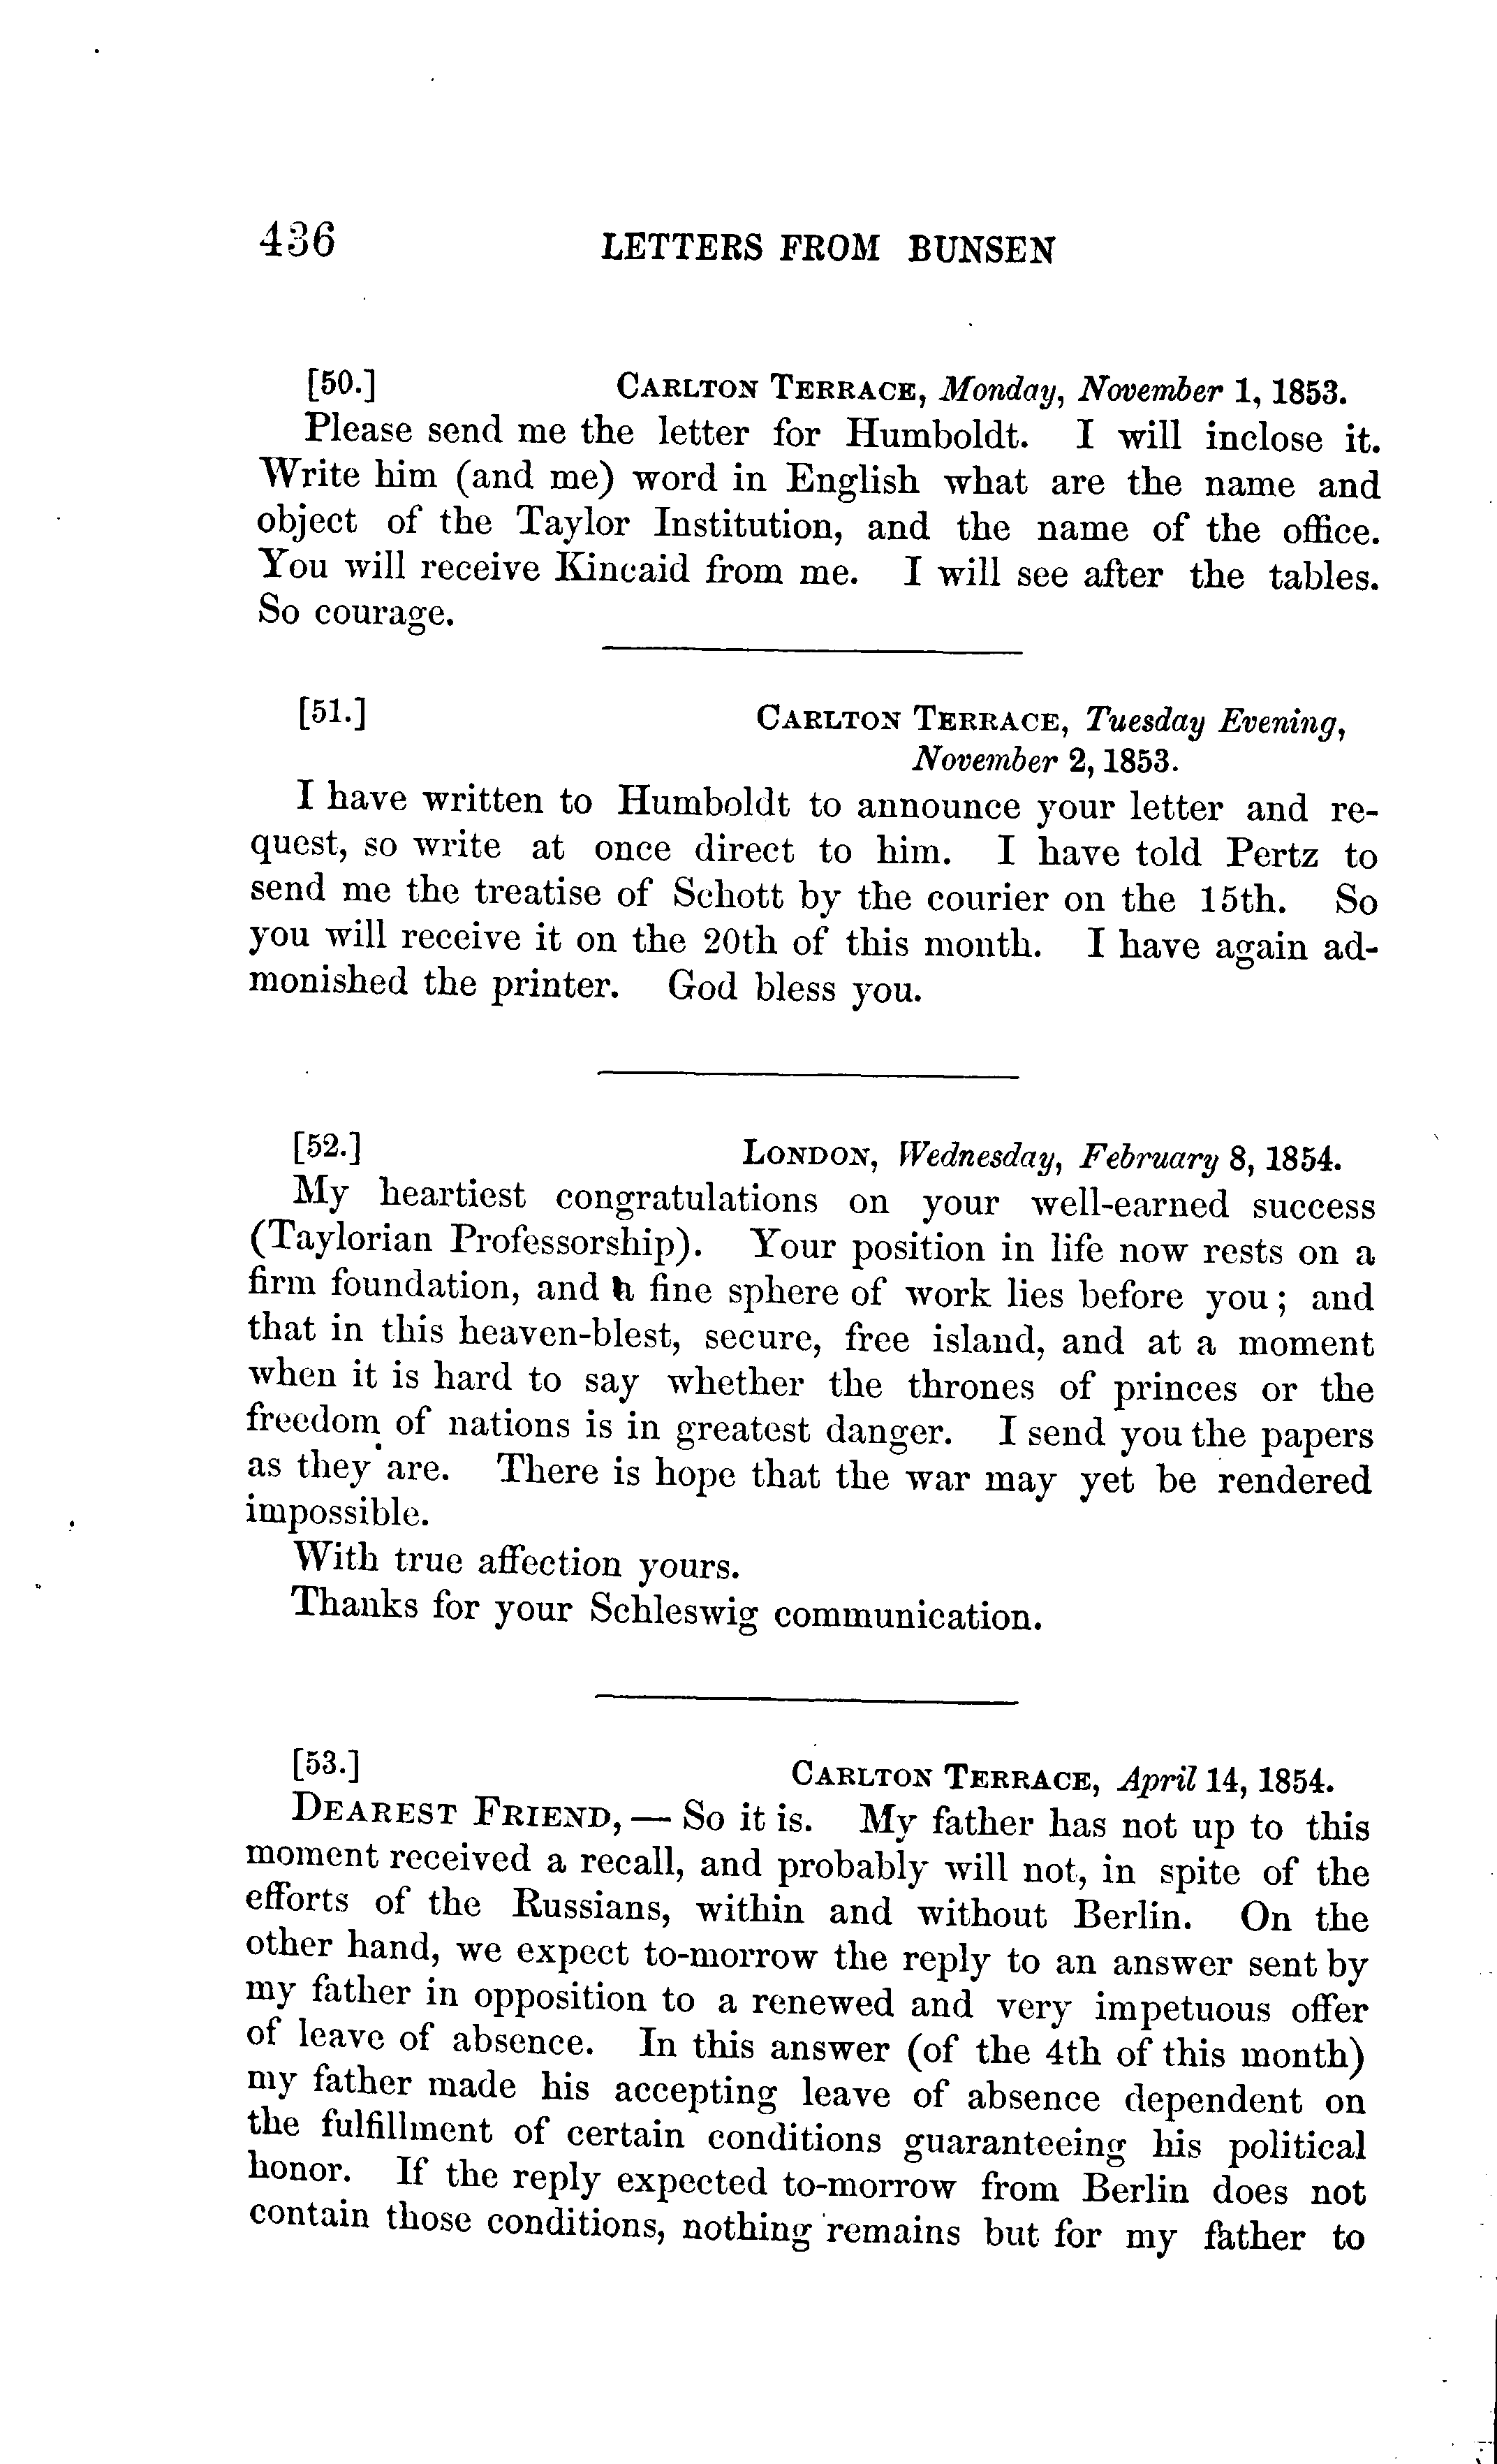 436 LETTERS FROM BUNSEN
[50.] CARLTON TERRACE, Monday, November 1, 1853.
Please send me the letter for Humboldt. I will inclose it.
Write him (and me) word in English what are the name and
object of the Taylor Institution, and the name of the office.
You will receive Kincaid from me. I will see after the tables.
So courage.
[51.] CARLTON TERRACE, Tuesday Evening,
November 2, 1853.
I have written to Humboldt to announce your letter and re-
quest, so write at once direct to him. I have told Pertz to
send me the treatise of Schott by the courier on the 15th. So
you will receive it on the 20th of this month. I have again ad-
monished the printer. God bless you.
[52.] LONDON, Wednesday, February 8, 1854.
My heartiest congratulations on your well-earned success
(Taylorian Professorship). Your position in life now rests on a
firm foundation, and a fine sphere of work lies before you; and
that in this heaven-blest, secure, free island, and at a moment
when it is hard to say whether the thrones of princes or the
freedom of nations is in greatest danger. I send you the papers
as they are. There is hope that the war may yet be rendered
impossible.
With true affection yours.
Thanks for your Schleswig communication.
[53.] CARLTON TERRACE, April 14, 1854.
DEAREST FRIEND, — So it is. My father has not up to this
moment received a recall, and probably will not, in spite of the
efforts of the Russians, within and without Berlin. On the
other hand, we expect to-morrow the reply to an answer sent by
my father in opposition to a renewed and very impetuous offer
of leave of absence. In this answer (of the 4th of this month)
my father made his accepting leave of absence dependent on
the fulfillment of certain conditions guaranteeing his political
honor. If the reply expected to-morrow from Berlin does not
contain those conditions, nothing remains but for my father to